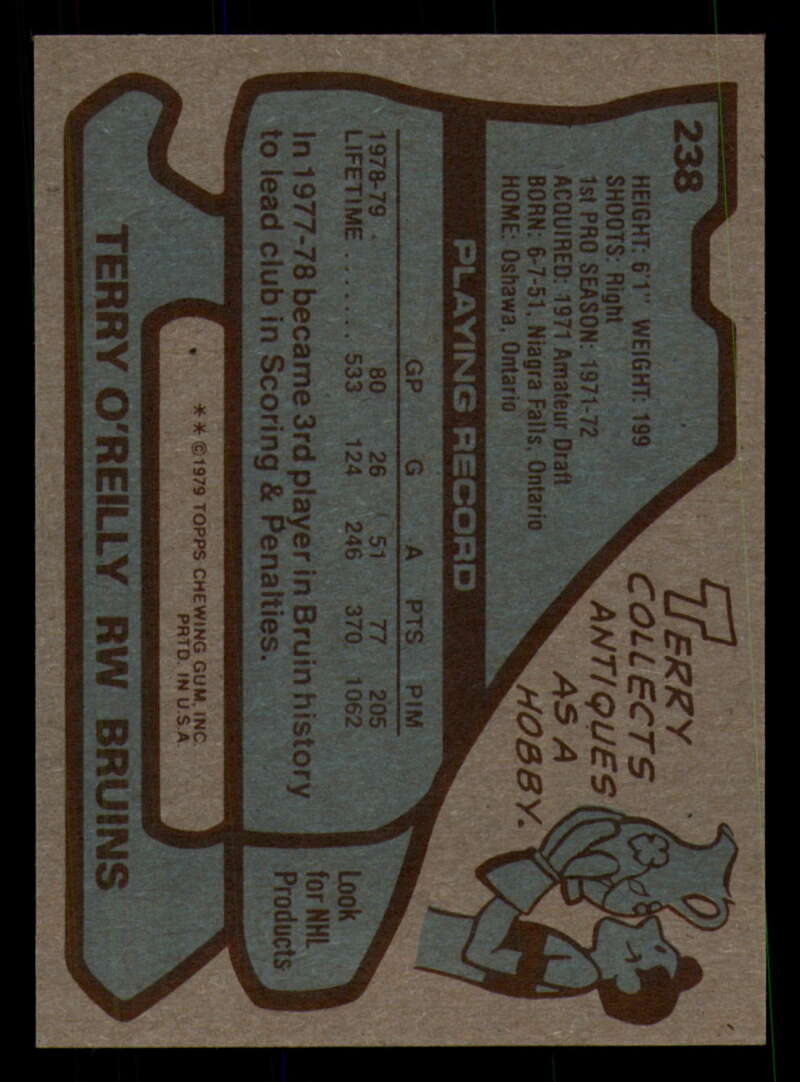 238
HEIGHT: 6'1" WEIGHT: 199
SHOOTS: Right
1st PRO SEASON: 1971-72
ACQUIRED: 1971 Amateur Draft
BORN: 6-7-51, Niagra Falls, Ontario
HOME: Oshawa, Ontario
TERRY
COLLECTS
ANTIQUES
AS A
HOBBY.
PLAYING RECORD
GP G A PTS PIM
1978-79 . 80 26 51 77 205
LIFETIME ....... 533 124 246 370 1062
In 1977-78 became 3rd player in Bruin history
to lead club in Scoring & Penalties.
Look
for NHL
Products
** ©1979 TOPPS CHEWING GUM, INC.
PRTD. IN U.S.A.
TERRY O'REILLY RW BRUINS